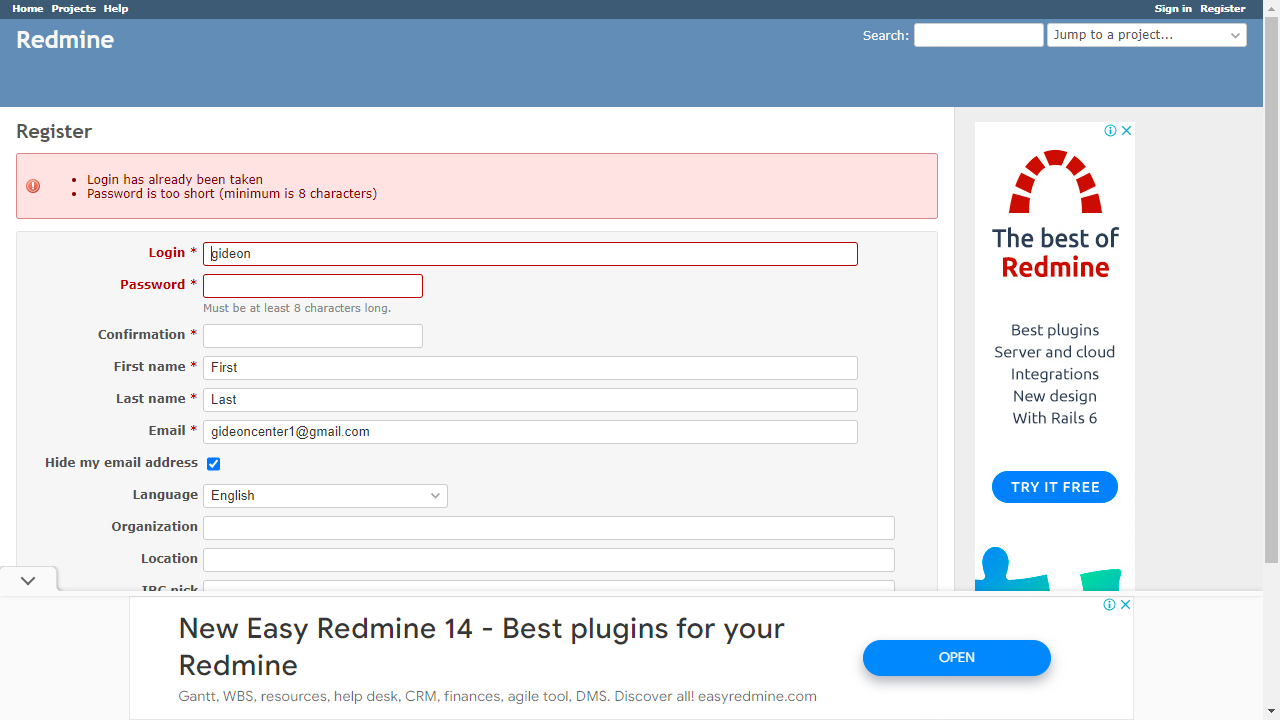 Home Projects Help
Sign in Register
Redmine
Search:
Jump to a project...
Register
Login has already been taken
Password is too short (minimum is 8 characters)
Login *
gideon
Password *
Must be at least 8 characters long.
Confirmation *
First name *
First
Last name *
Last
Email *
gideoncenter1@gmail.com
Hide my email address
Language
English
Organization
Location
IRC nick
The best of
Redmine
Best plugins
Server and cloud
Integrations
New design
With Rails 6
TRY IT FREE
New Easy Redmine 14 - Best plugins for your
Redmine
Gantt, WBS, resources, help desk, CRM, finances, agile tool, DMS. Discover all! easyredmine.com
OPEN